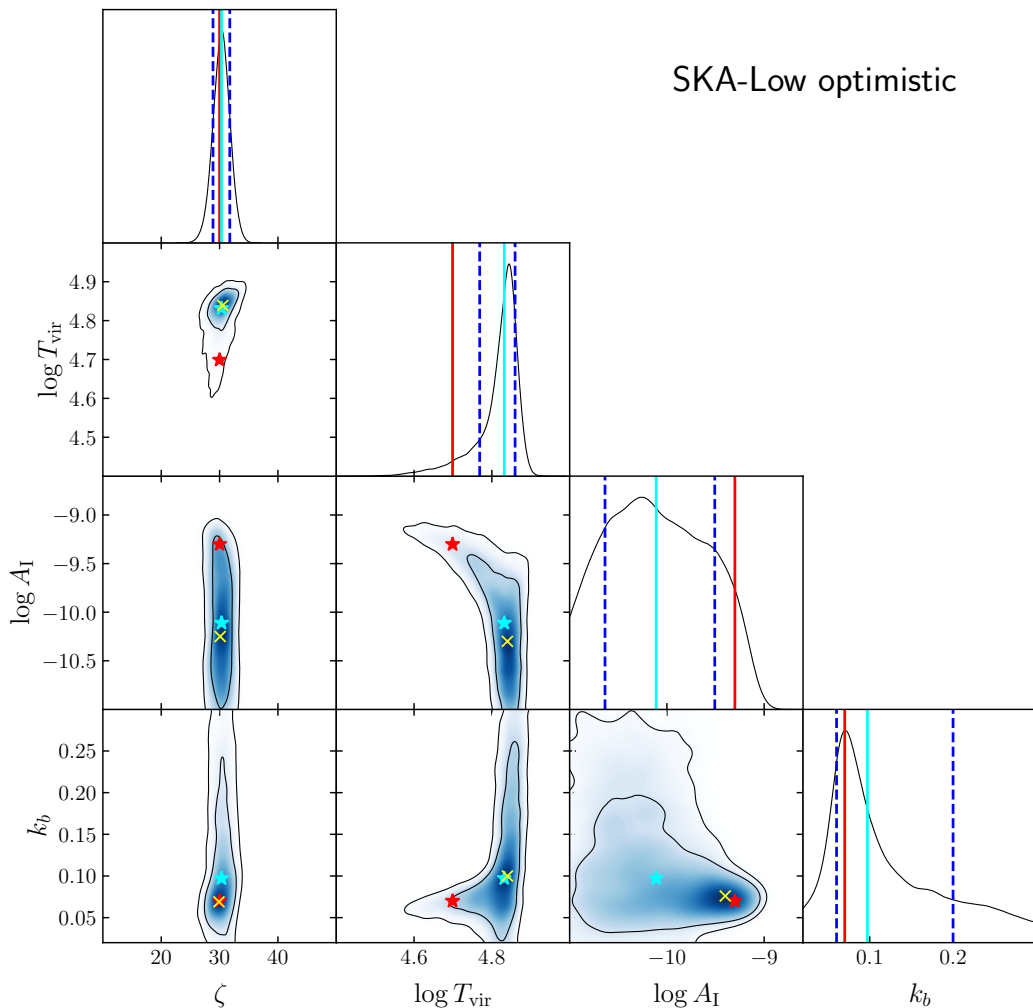 SKA-Low optimistic
4.9
4.8
4.7
4.6
4.5
log T_vir
−9.0
−9.5
−10.0
−10.5
log A_I
0.25
0.20
0.15
0.10
0.05
k_b
20 30 40 4.6 4.8 −10 −9 0.1 0.2
ζ log T_vir log A_I k_b